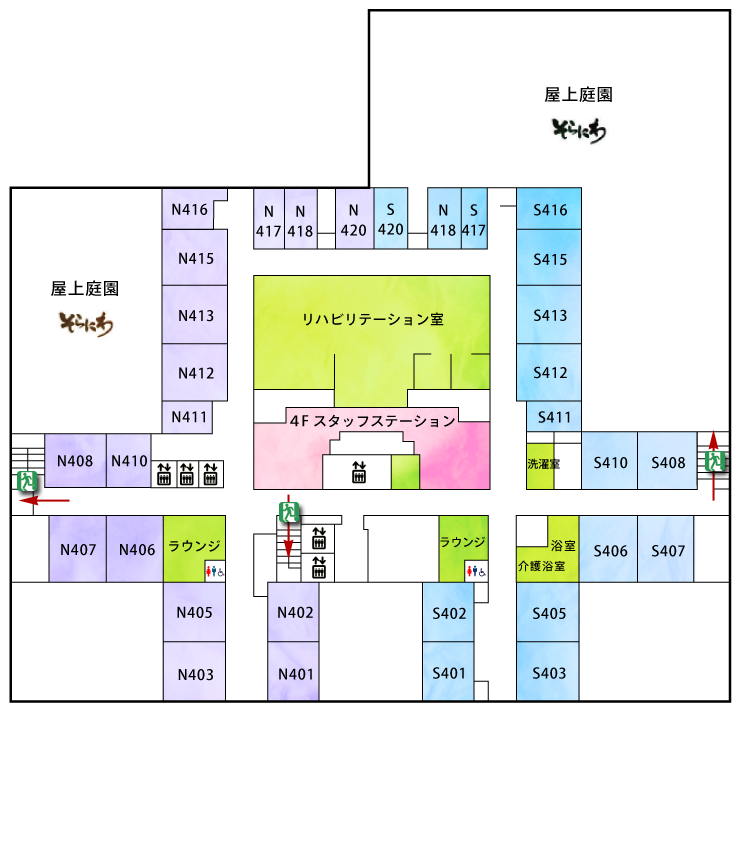 屋上庭園
そらにわ
N416
N
417
N
418
N
420
S
420
N
418
S
417
S416
N415
S415
屋上庭園
そらにわ
N413
リハビリテーション室
S413
N412
S412
N411
4Fスタッフステーション
S411
N408
N410
洗濯室
S410
S408
N407
N406
ラウンジ
ラウンジ
浴室
介護浴室
S406
S407
N405
N402
S402
S405
N403
N401
S401
S403